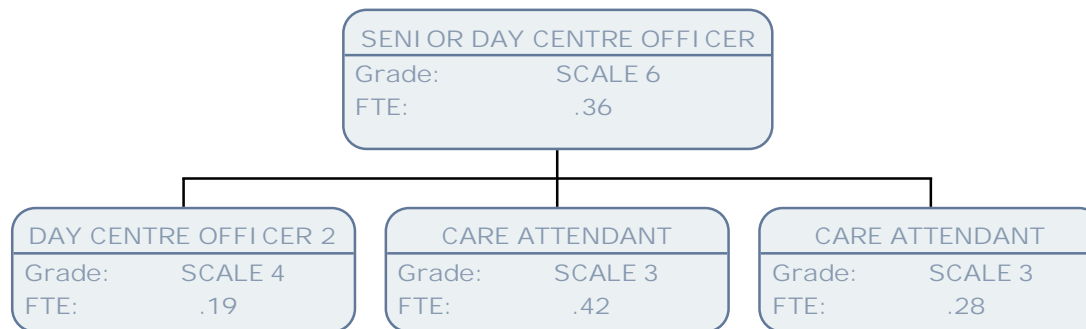 SENIOR DAY CENTRE OFFICER
Grade: SCALE 6
FTE: .36
DAY CENTRE OFFICER 2
Grade: SCALE 4
FTE: .19
CARE ATTENDANT
Grade: SCALE 3
FTE: .42
CARE ATTENDANT
Grade: SCALE 3
FTE: .28